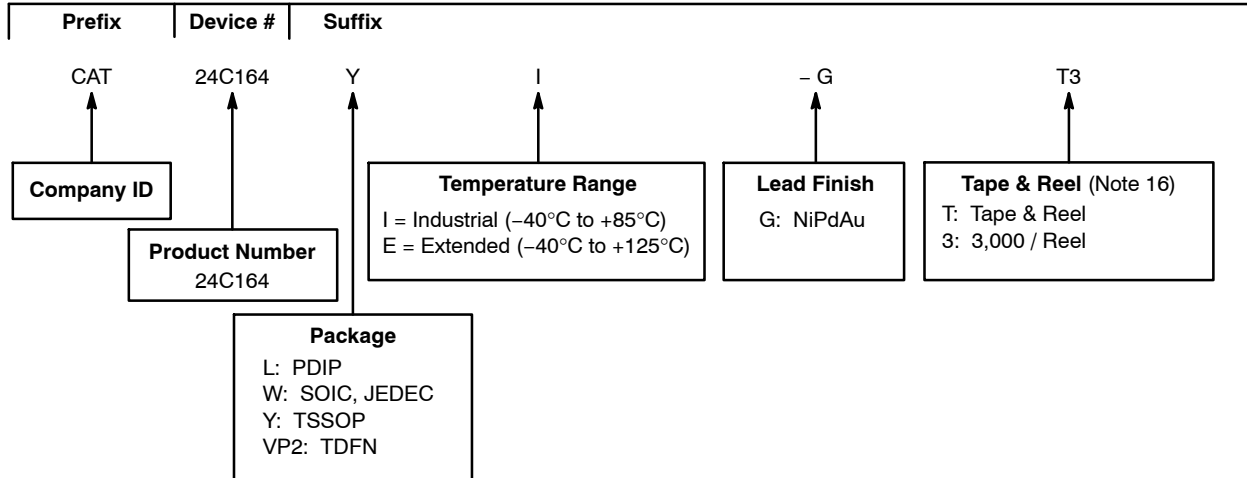 Prefix Device # Suffix
CAT 24C164 Y I – G T3
Company ID
Product Number
24C164
Package
L: PDIP
W: SOIC, JEDEC
Y: TSSOP
VP2: TDFN
Temperature Range
I = Industrial (−40°C to +85°C)
E = Extended (−40°C to +125°C)
Lead Finish
G: NiPdAu
Tape & Reel (Note 16)
T: Tape & Reel
3: 3,000 / Reel